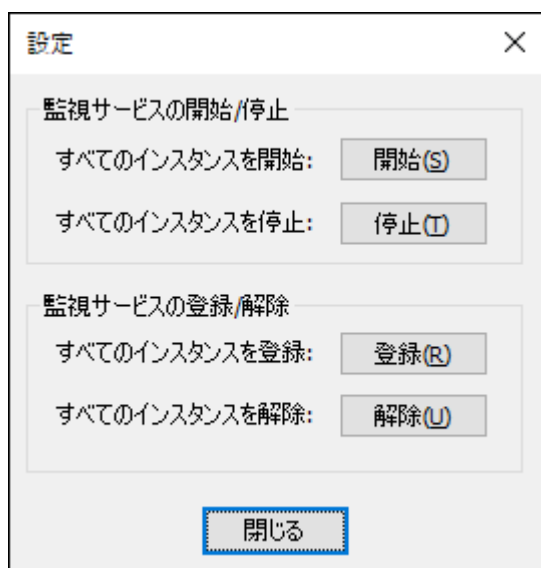 設定
監視サービスの開始/停止
すべてのインスタンスを開始: 開始(S)
すべてのインスタンスを停止: 停止(T)
監視サービスの登録/解除
すべてのインスタンスを登録: 登録(R)
すべてのインスタンスを解除: 解除(U)
閉じる